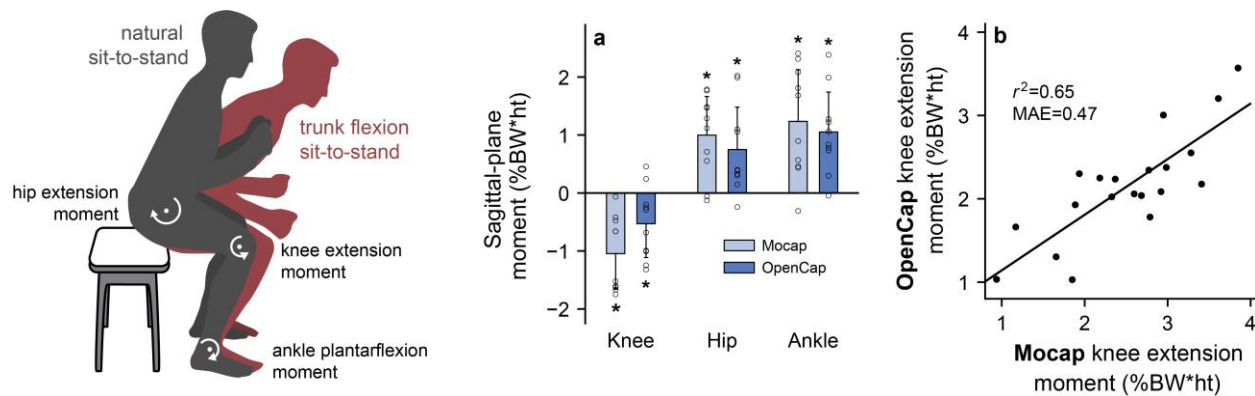 natural
sit-to-stand
trunk flexion
sit-to-stand
hip extension
moment
knee extension
moment
ankle plantarflexion
moment
a
Sagittal-plane
moment (%BW*ht)
2
1
0
−1
−2
* * * * * *
Mocap
OpenCap
Knee Hip Ankle
b
OpenCap knee extension
moment (%BW*ht)
4
3
2
1
r²=0.65
MAE=0.47
1 2 3 4
Mocap knee extension
moment (%BW*ht)